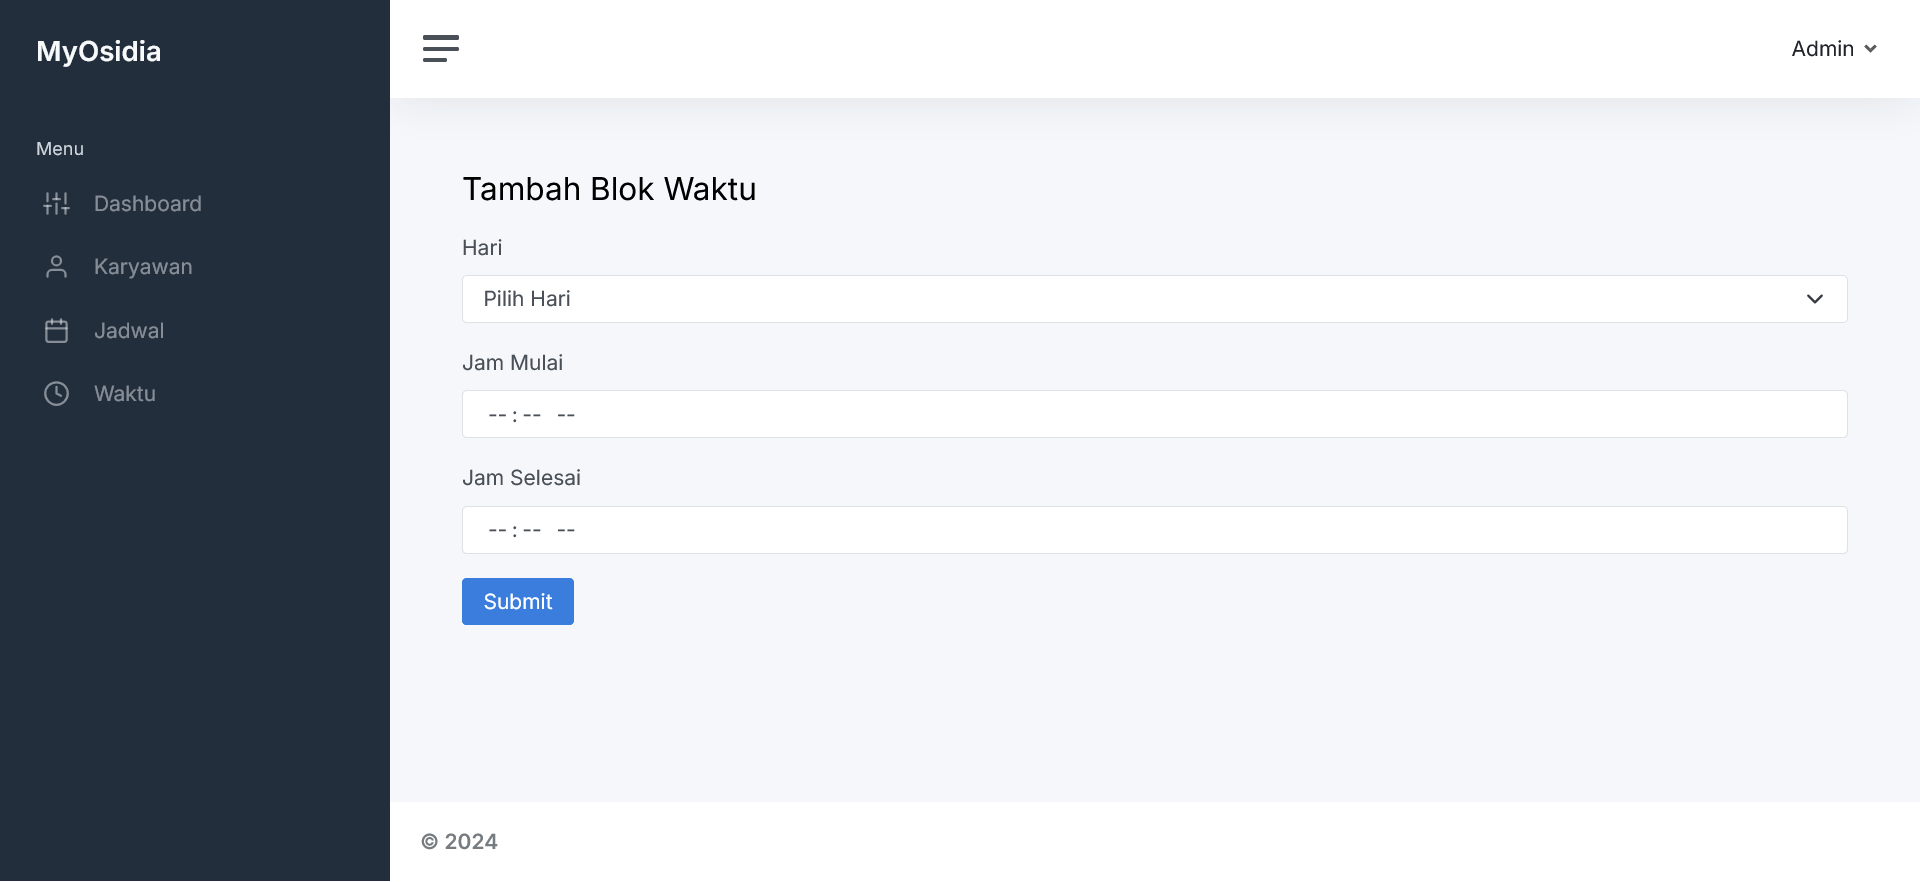 MyOsidia
Menu
Dashboard
Karyawan
Jadwal
Waktu
Admin
Tambah Blok Waktu
Hari
Pilih Hari
Jam Mulai
--:-- --
Jam Selesai
--:-- --
Submit
© 2024